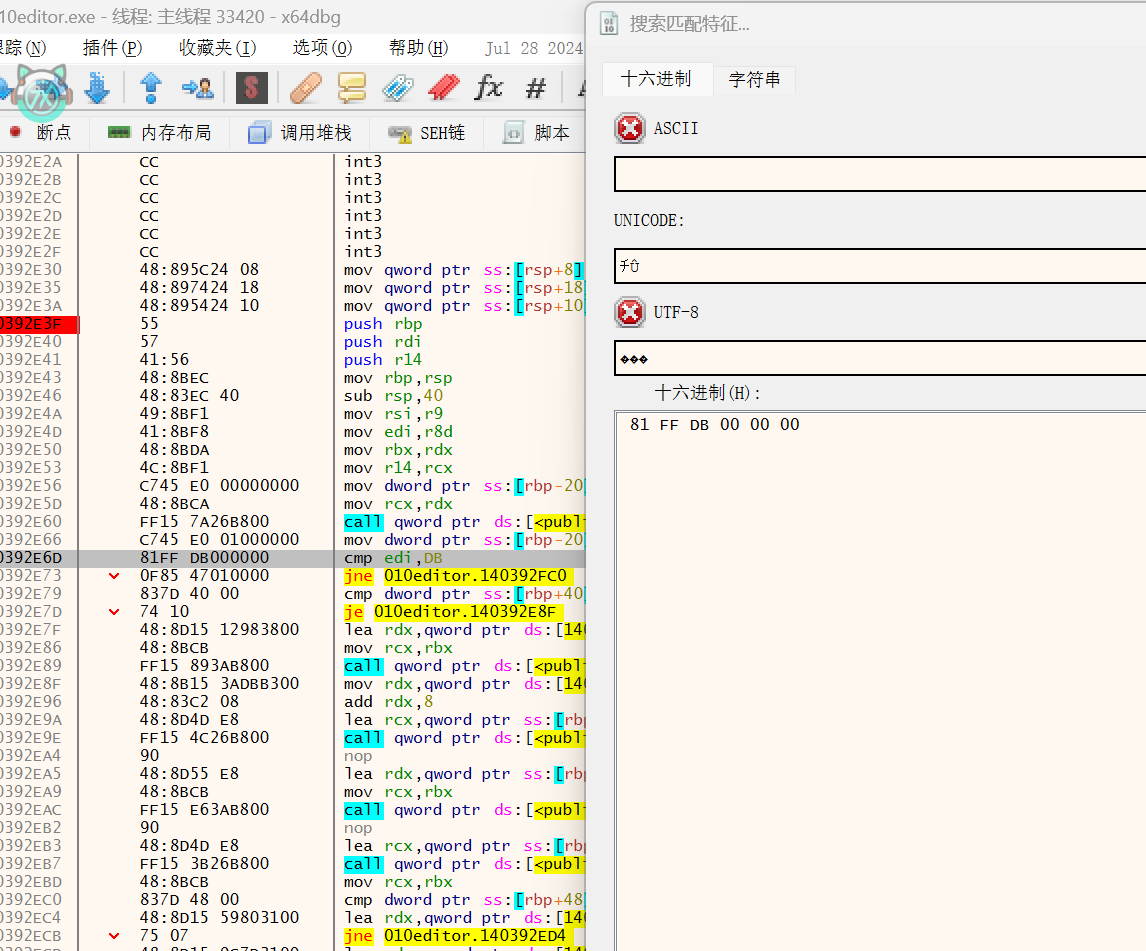 010editor.exe - 线程: 主线程 33420 - x64dbg
踪(N) 插件(P) 收藏夹(I) 选项(O) 帮助(H) Jul 28 2024
fx #
断点 内存布局 调用堆栈 SEH链 脚本
0392E2A CC int3
0392E2B CC int3
0392E2C CC int3
0392E2D CC int3
0392E2E CC int3
0392E2F CC int3
0392E30 48:895C24 08 mov qword ptr ss:[rsp+8]
0392E35 48:897424 18 mov qword ptr ss:[rsp+18
0392E3A 48:895424 10 mov qword ptr ss:[rsp+10
0392E3F 55 push rbp
0392E40 57 push rdi
0392E41 41:56 push r14
0392E43 48:8BEC mov rbp,rsp
0392E46 48:83EC 40 sub rsp,40
0392E4A 49:8BF1 mov rsi,r9
0392E4D 41:8BF8 mov edi,r8d
0392E50 48:8BDA mov rbx,rdx
0392E53 4C:8BF1 mov r14,rcx
0392E56 C745 E0 00000000 mov dword ptr ss:[rbp-20
0392E5D 48:8BCA mov rcx,rdx
0392E60 FF15 7A26B800 call qword ptr ds:[<publi
0392E66 C745 E0 01000000 mov dword ptr ss:[rbp-20
0392E6D 81FF DB000000 cmp edi,DB
0392E73 0F85 47010000 jne 010editor.140392FC0
0392E79 837D 40 00 cmp dword ptr ss:[rbp+40
0392E7D 74 10 je 010editor.140392E8F
0392E7F 48:8D15 12983800 lea rdx,qword ptr ds:[140
0392E86 48:8BCB mov rcx,rbx
0392E89 FF15 893AB800 call qword ptr ds:[<publi
0392E8F 48:8B15 3ADBB300 mov rdx,qword ptr ds:[140
0392E96 48:83C2 08 add rdx,8
0392E9A 48:8D4D E8 lea rcx,qword ptr ss:[rbp
0392E9E FF15 4C26B800 call qword ptr ds:[<publi
0392EA4 90 nop
0392EA5 48:8D55 E8 lea rdx,qword ptr ss:[rbp
0392EA9 48:8BCB mov rcx,rbx
0392EAC FF15 E63AB800 call qword ptr ds:[<publi
0392EB2 90 nop
0392EB3 48:8D4D E8 lea rcx,qword ptr ss:[rbp
0392EB7 FF15 3B26B800 call qword ptr ds:[<publi
0392EBD 48:8BCB mov rcx,rbx
0392EC0 837D 48 00 cmp dword ptr ss:[rbp+48
0392EC4 48:8D15 59803100 lea rdx,qword ptr ds:[140
0392ECB 75 07 jne 010editor.140392ED4
搜索匹配特征...
十六进制 字符串
ASCII
UNICODE:
UTF-8
���
十六进制(H):
81 FF DB 00 00 00